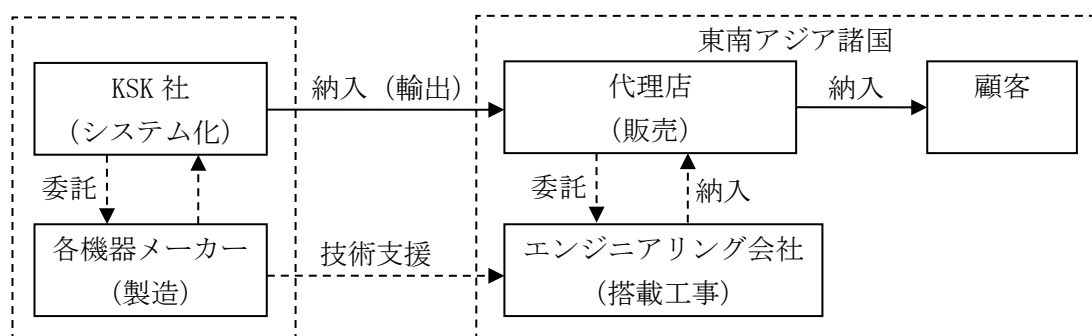 東南アジア諸国
KSK 社
(システム化)
納入（輸出）
代理店
(販売)
納入
顧客
委託
委託
納入
各機器メーカー
(製造)
技術支援
エンジニアリング会社
(搭載工事)